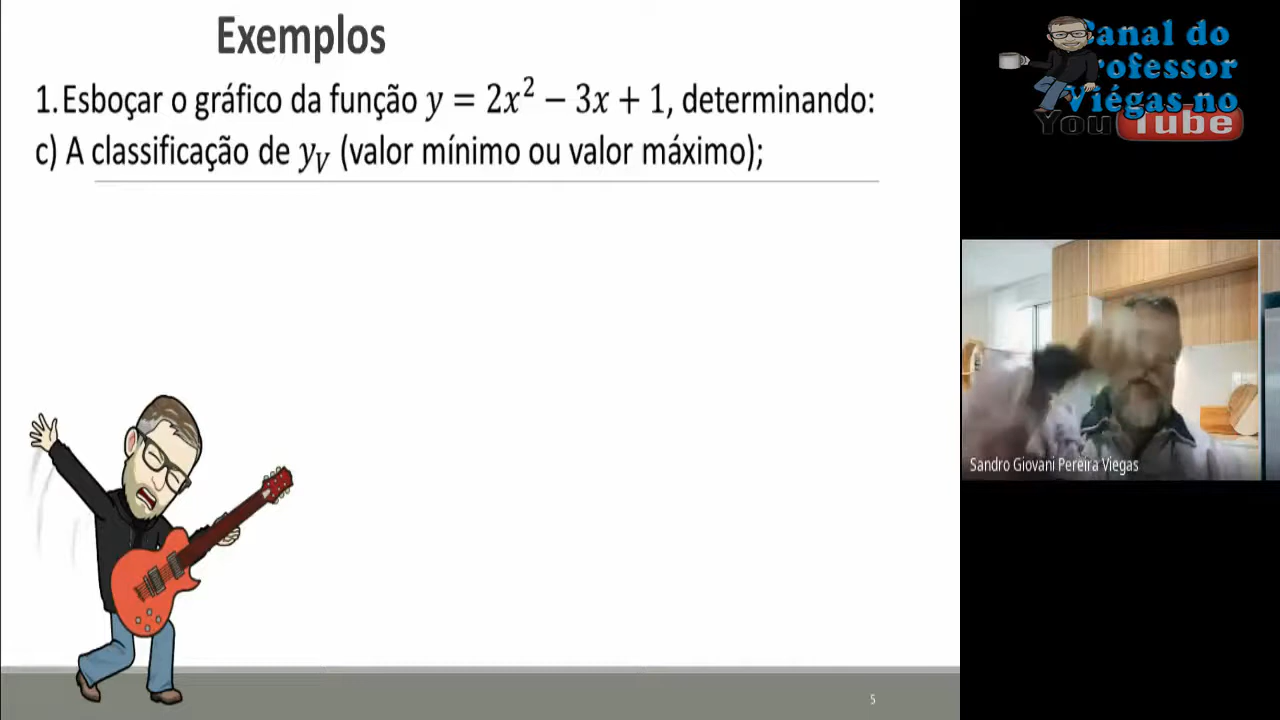 Exemplos
1. Esboçar o gráfico da função y = 2x² − 3x + 1, determinando:
c) A classificação de y_V (valor mínimo ou valor máximo);
5
Canal do
Professor
Viégas no
YouTube
Sandro Giovani Pereira Viegas